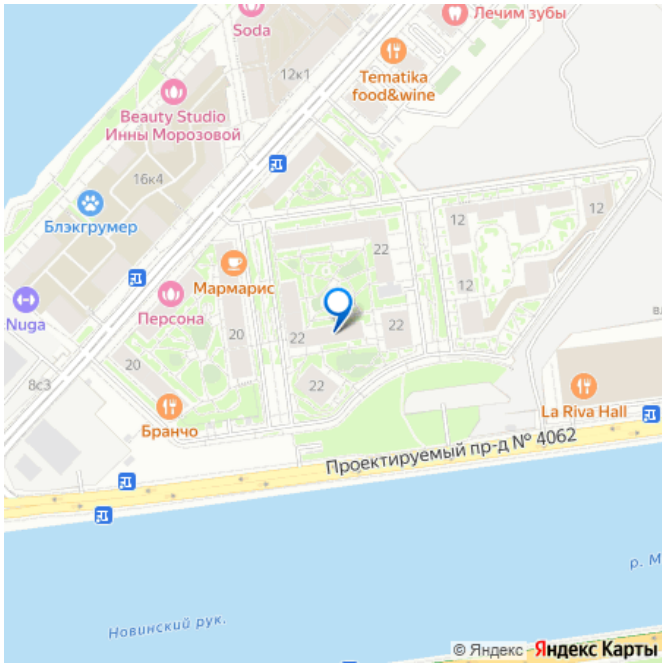 Soda
Лечим зубы
12к1
Tematika
food&wine
Beauty Studio
Инны Морозовой
16к4
12
12
Блэкгрумер
22
Мармарис
12
Nuga
Персона
20
22
22
20
22
8с3
La Riva Hall
Бранчо
Проектируемый пр-д № 4062
р. М
Новинский рук.
© Яндекс Яндекс Карты